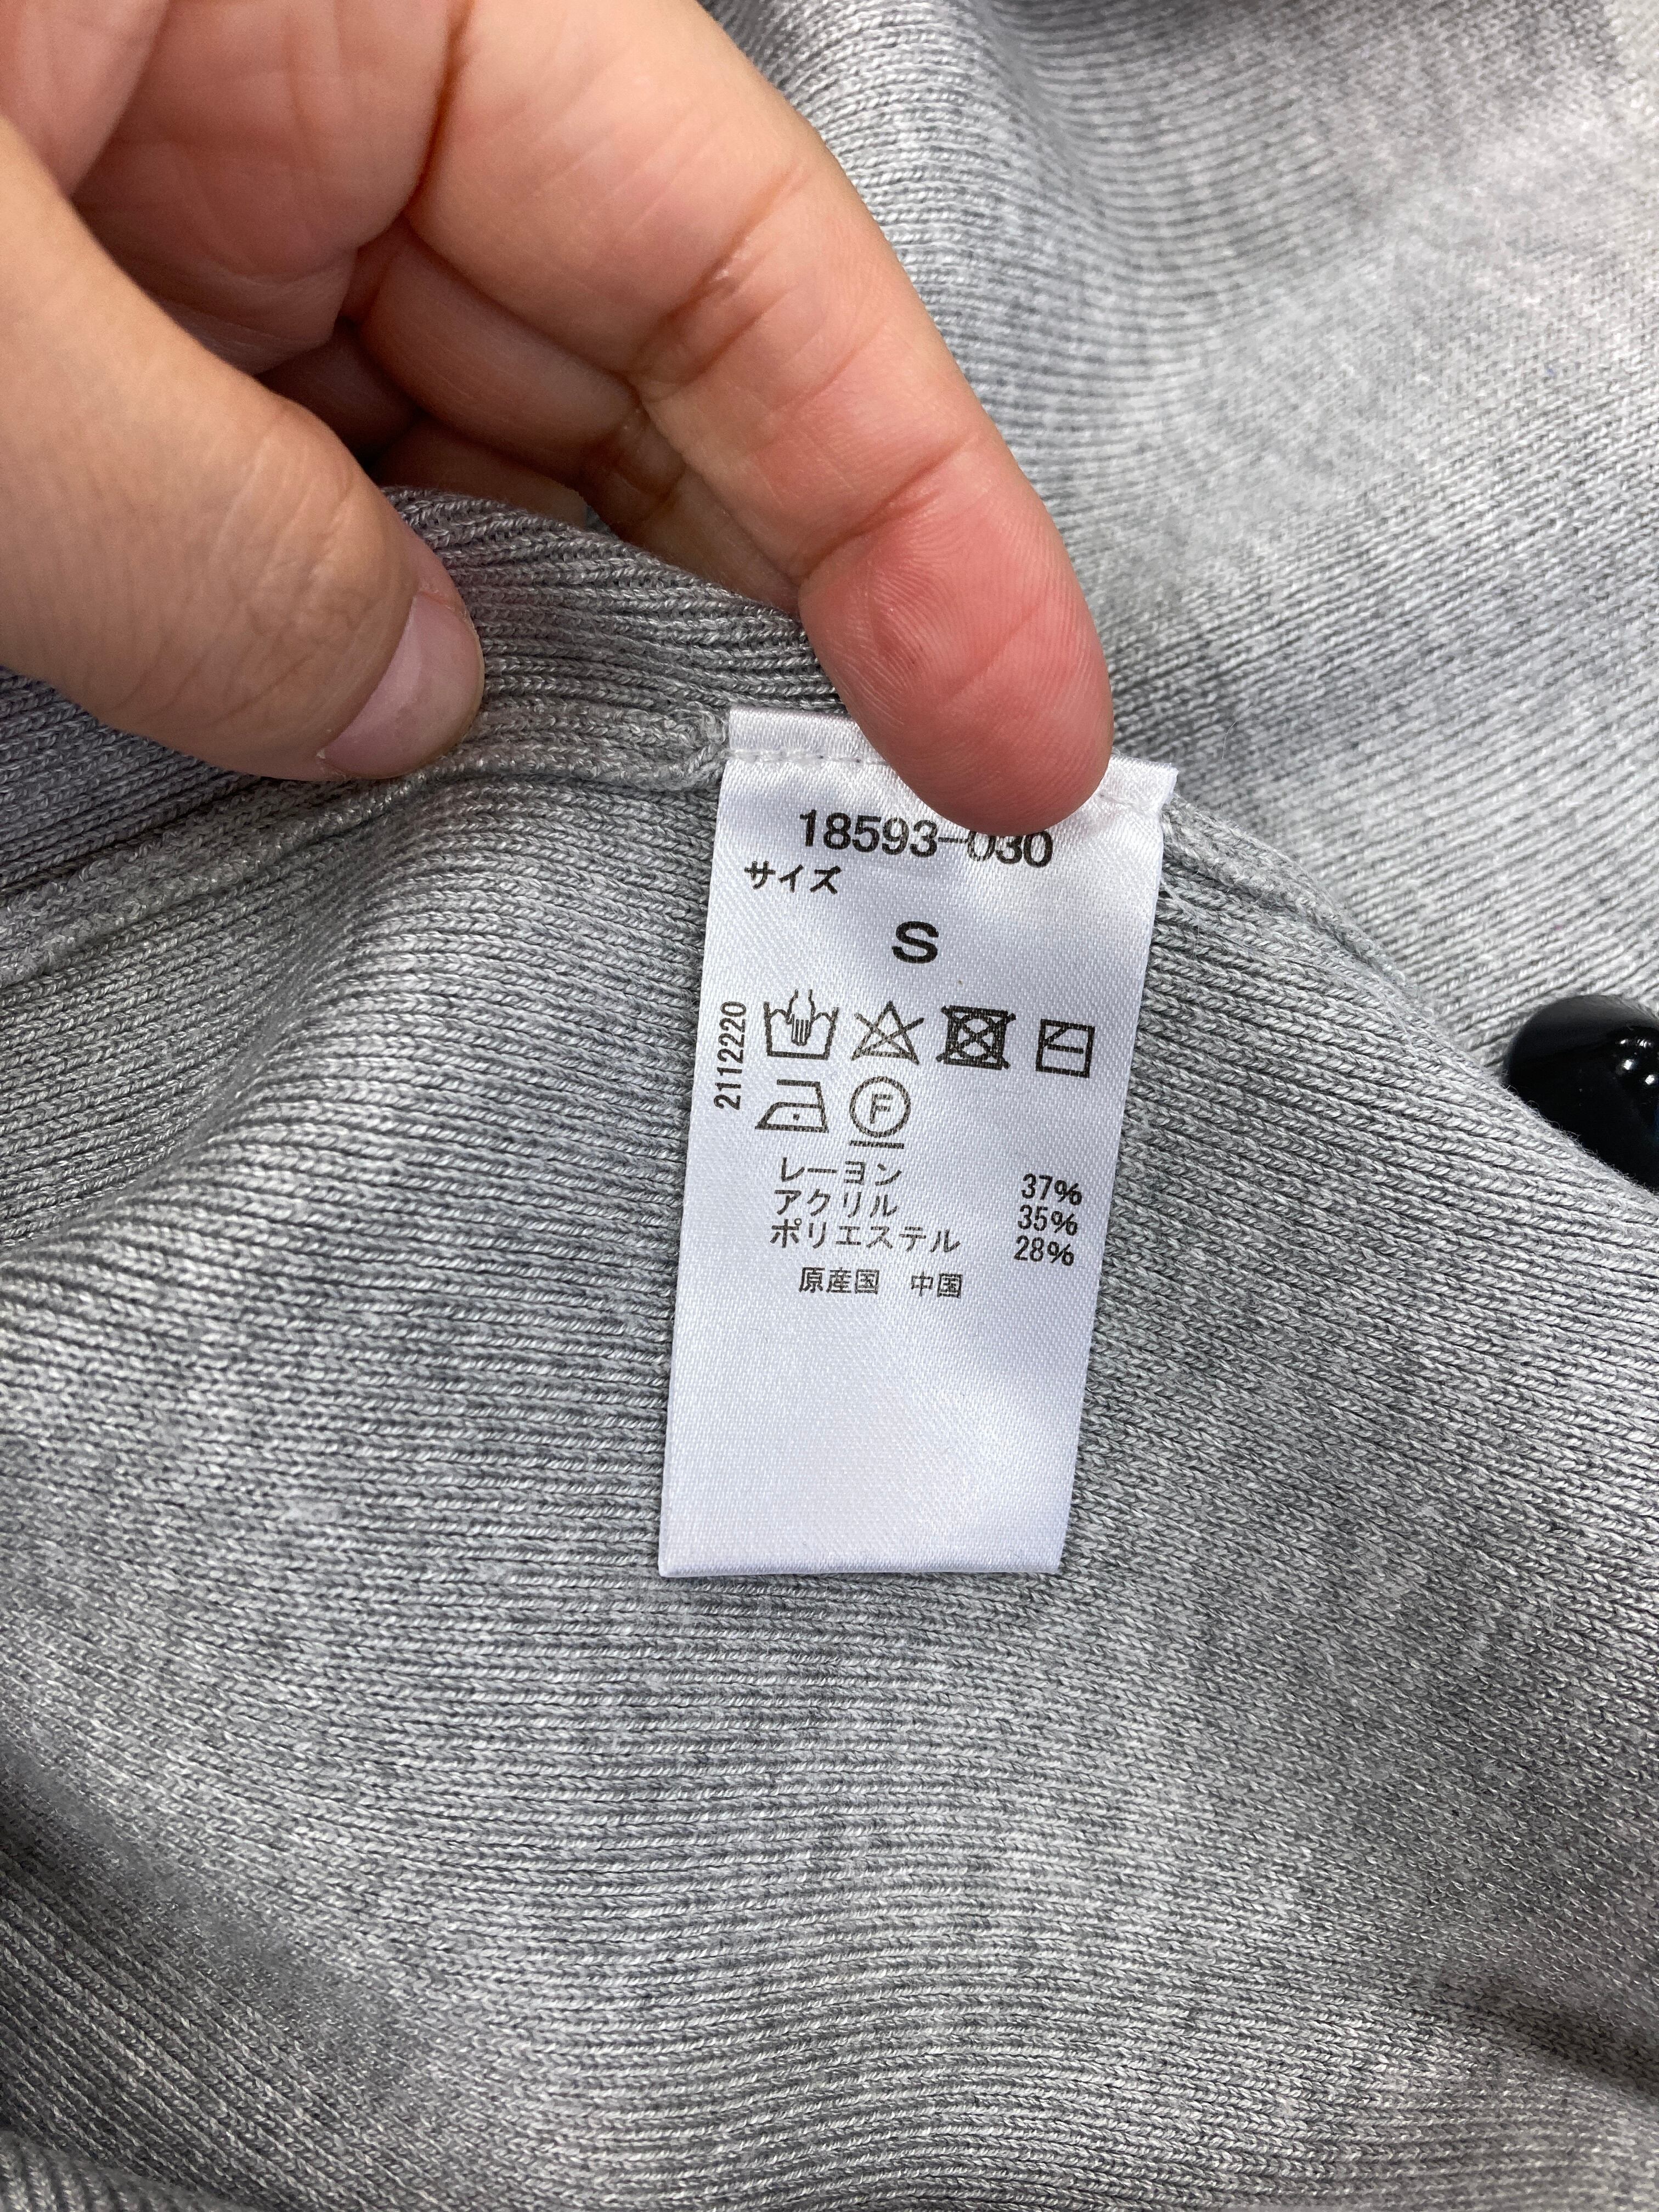 18593-030
サイズ
S
2112220
F
レーヨン 37%
アクリル 35%
ポリエステル 28%
原産国 中国